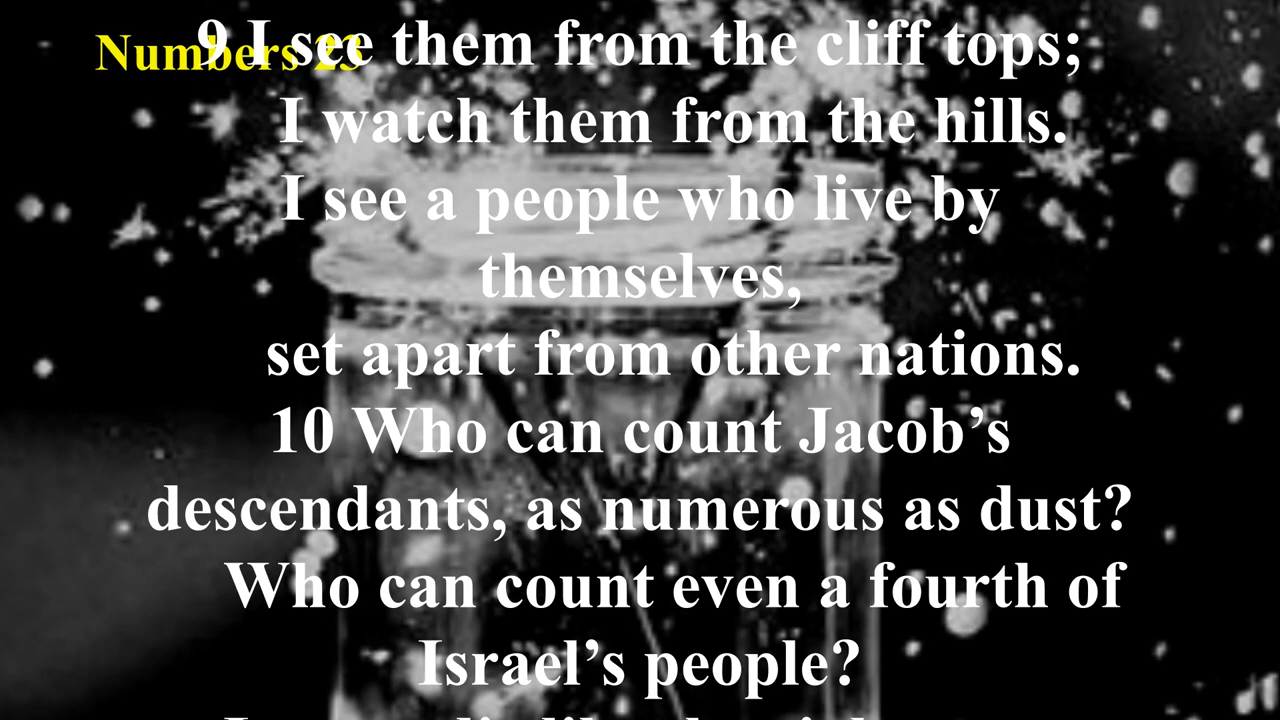 Numbers 23
9 I see them from the cliff tops;
I watch them from the hills.
I see a people who live by
themselves,
set apart from other nations.
10 Who can count Jacob’s
descendants, as numerous as dust?
Who can count even a fourth of
Israel’s people?